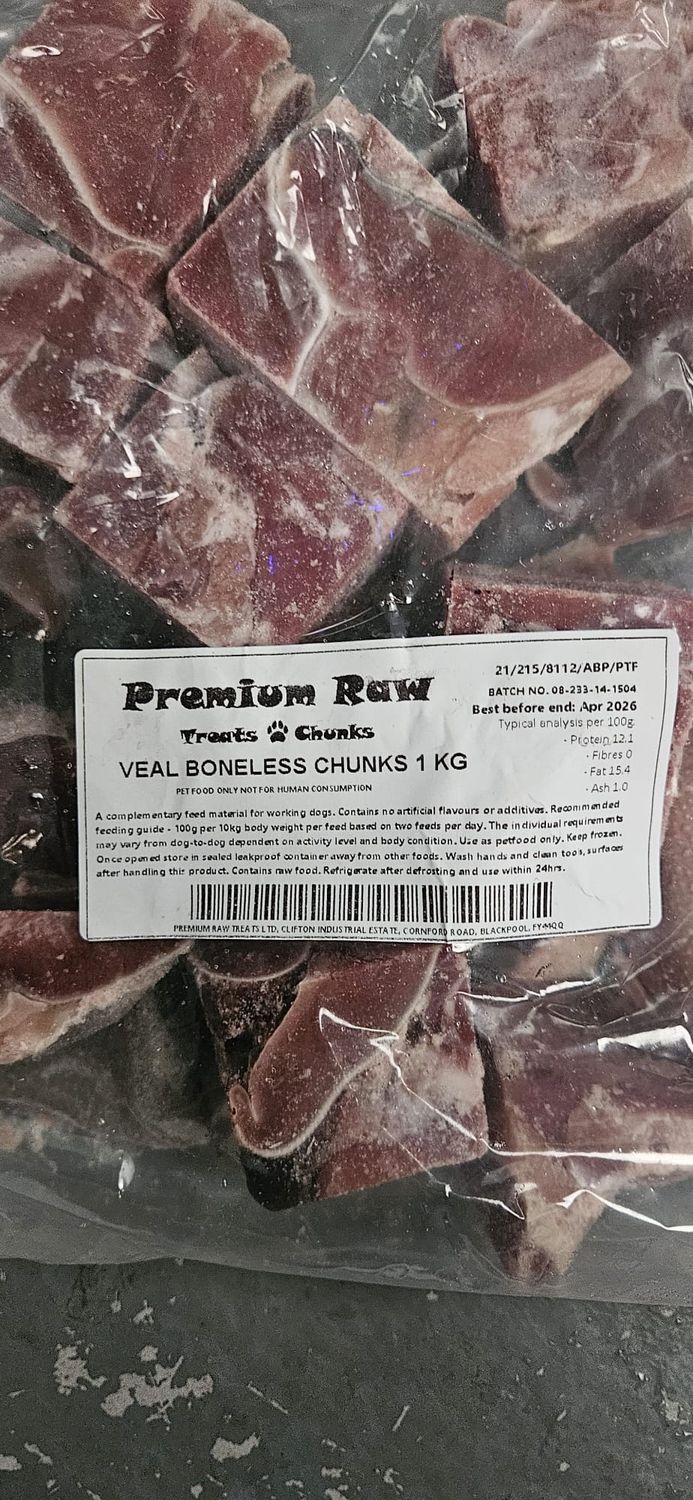 Premium Raw
Treats Chunks
21/215/8112/ABP/PTF
BATCH NO. 08-233-14-1504
Best before end: Apr 2026
Typical analysis per 100g.
- Protein 12.1
- Fibres 0
- Fat 15.4
- Ash 1.0
VEAL BONELESS CHUNKS 1 KG
PET FOOD ONLY NOT FOR HUMAN CONSUMPTION
A complementary feed material for working dogs. Contains no artificial flavours or additives. Recommended
feeding guide - 100g per 10kg body weight per feed based on two feeds per day. The individual requirements
may vary from dog-to-dog dependent on activity level and body condition. Use as petfood only. Keep frozen.
Once opened store in sealed leakproof container away from other foods. Wash hands and clean tools, surfaces
after handling this product. Contains raw food. Refrigerate after defrosting and use within 24hrs.
PREMIUM RAW TREATS LTD, CLIFTON INDUSTRIAL ESTATE, CORNFORD ROAD, BLACKPOOL,